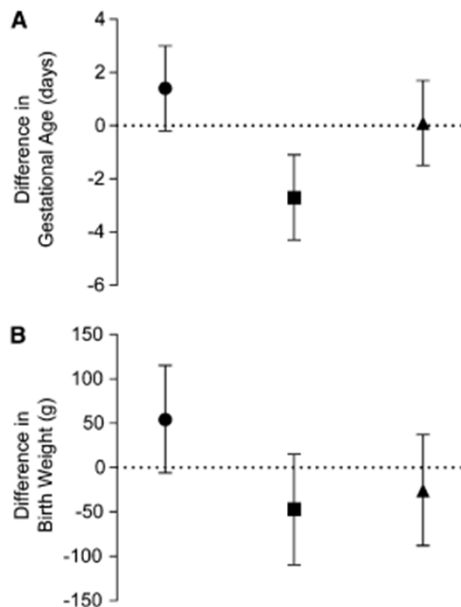 A
Difference in
Gestational Age (days)
4
2
0
-2
-4
-6
B
Difference in
Birth Weight (g)
150
100
50
0
-50
-100
-150